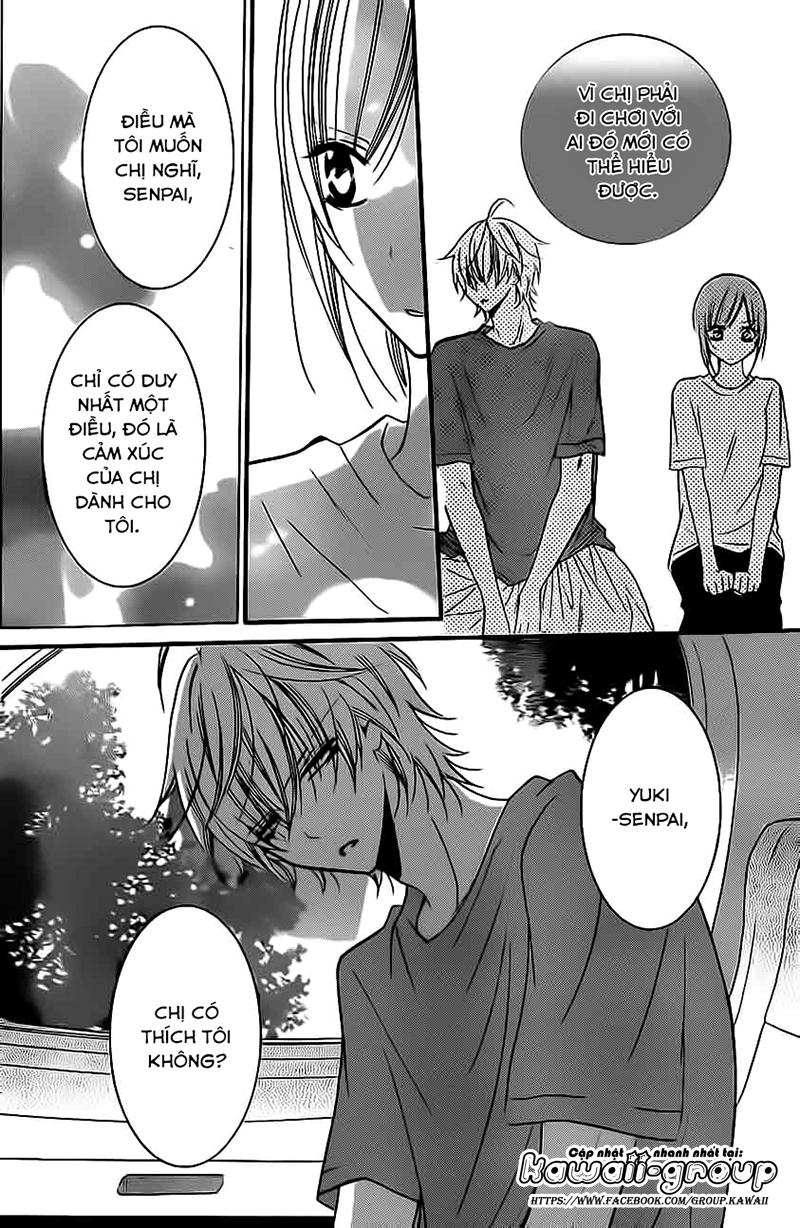 VÌ CHỊ PHẢI
ĐI CHƠI VỚI
AI ĐÓ MỚI CÓ
THỂ HIỂU
ĐƯỢC.
ĐIỀU MÀ
TÔI MUỐN
CHỊ NGHĨ,
SENPAI,
CHỈ CÓ DUY
NHẤT MỘT
ĐIỀU, ĐÓ LÀ
CẢM XÚC
CỦA CHỊ
DÀNH CHO
TÔI.
YUKI
-SENPAI,
CHỊ CÓ
THÍCH TÔI
KHÔNG?
Cập nhật nhanh nhất tại:
kawaii-group
HTTPS://WWW.FACEBOOK.COM/GROUP.KAWAII